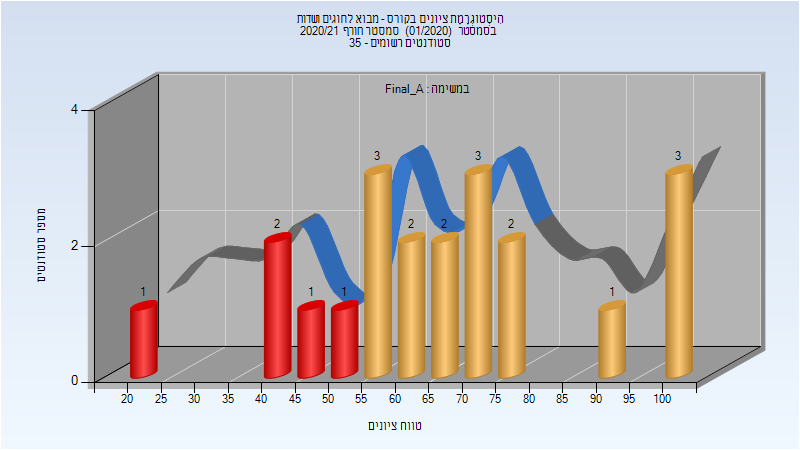 היסטוגרמת ציונים בקורס - מבוא לחוגים ושדות
בסמסטר (01/2020) סמסטר חורף 2020/21
סטודנטים רשומים - 35
במשימה : Final_A
מספר סטודנטים
4
2
0
1
2
1
1
3
2
2
3
2
1
3
20 25 30 35 40 45 50 55 60 65 70 75 80 85 90 95 100
טווח ציונים